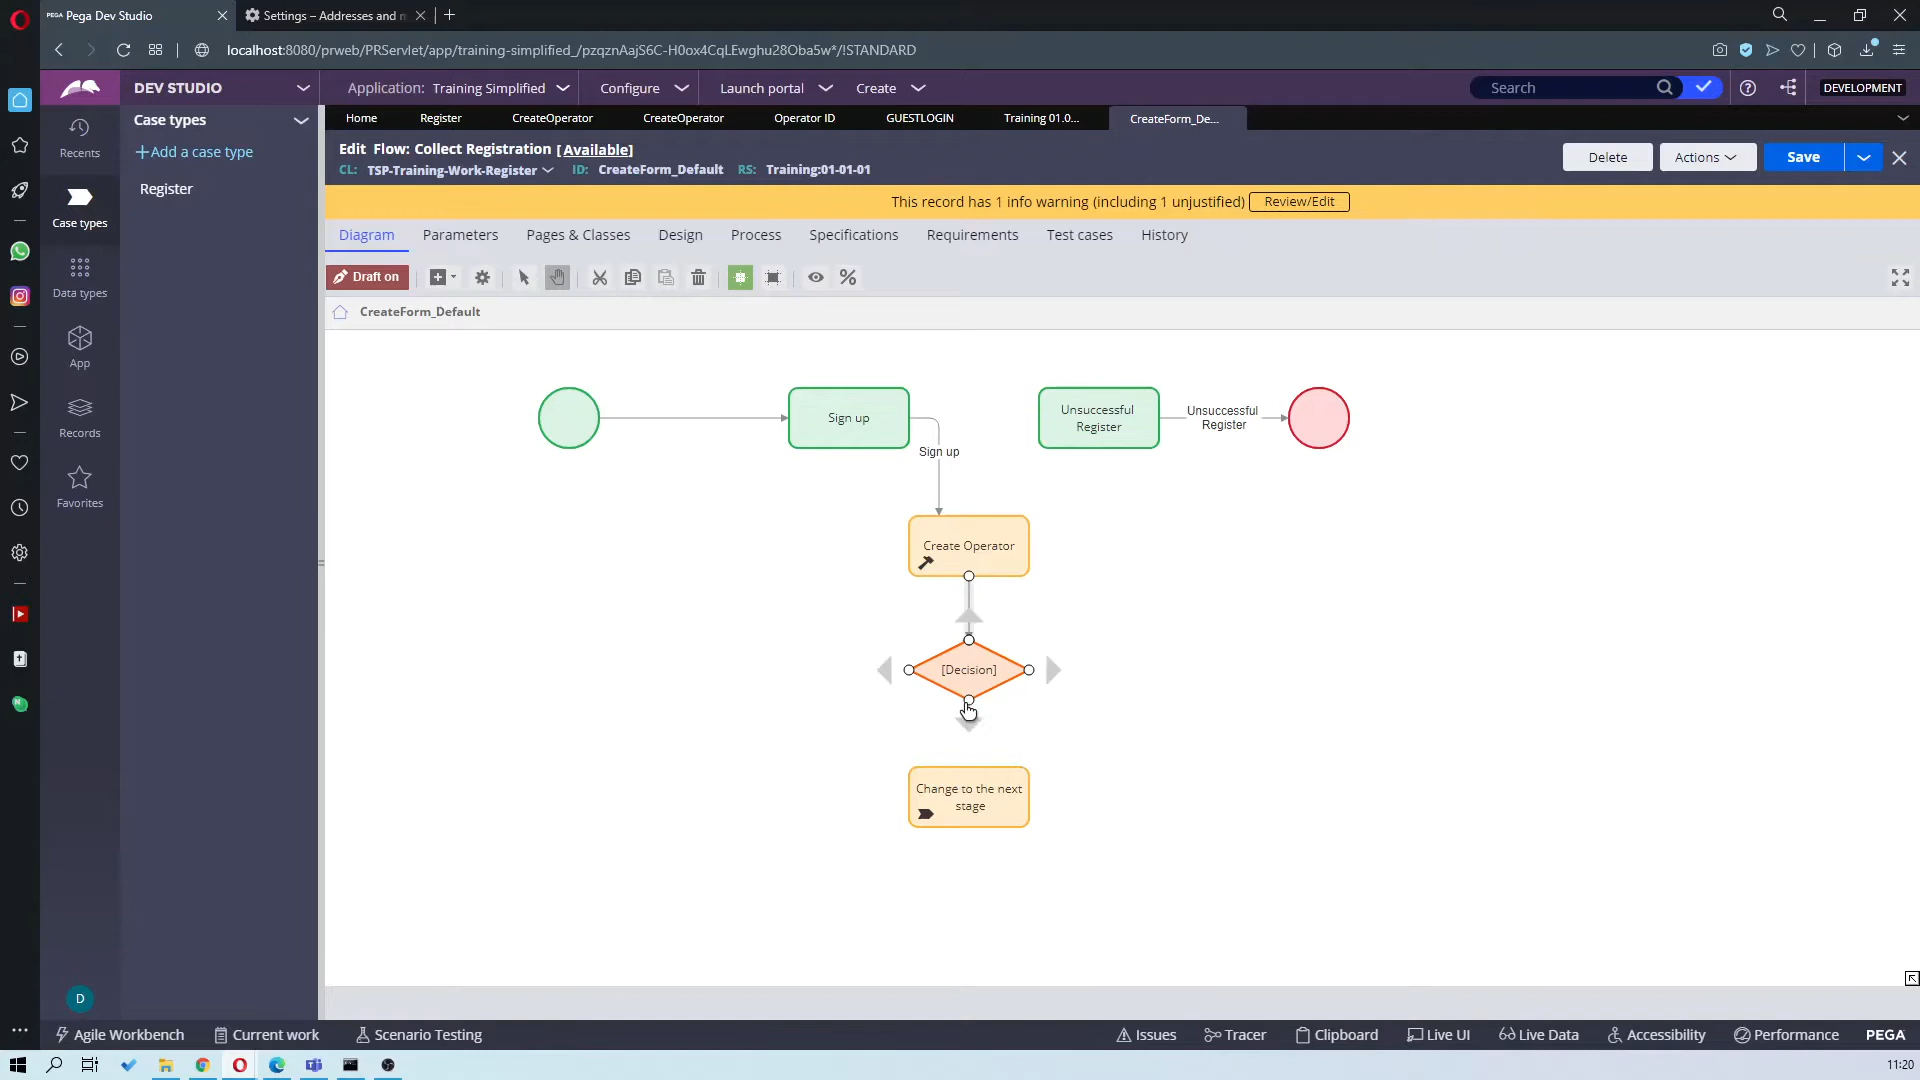 PEGA Pega Dev Studio
Settings – Addresses and m
localhost:8080/prweb/PRServlet/app/training-simplified_/pzqznAajS6C-H0ox4CqLEwghu28Oba5w*/!STANDARD
DEV STUDIO
Application: Training Simplified
Configure
Launch portal
Create
Search
DEVELOPMENT
Recents
Case types
Data types
App
Records
Favorites
D
Case types
+Add a case type
Register
Home
Register
CreateOperator
CreateOperator
Operator ID
GUESTLOGIN
Training 01.0...
CreateForm_De...
Edit Flow: Collect Registration [Available]
CL: TSP-Training-Work-Register ID: CreateForm_Default RS: Training:01-01-01
Delete
Actions
Save
This record has 1 info warning (including 1 unjustified) Review/Edit
Diagram
Parameters
Pages & Classes
Design
Process
Specifications
Requirements
Test cases
History
Draft on
CreateForm_Default
Sign up
Unsuccessful
Register
Unsuccessful
Register
Sign up
Create Operator
[Decision]
Change to the next
stage
Agile Workbench
Current work
Scenario Testing
Issues
Tracer
Clipboard
Live UI
Live Data
Accessibility
Performance
PEGA
11:20